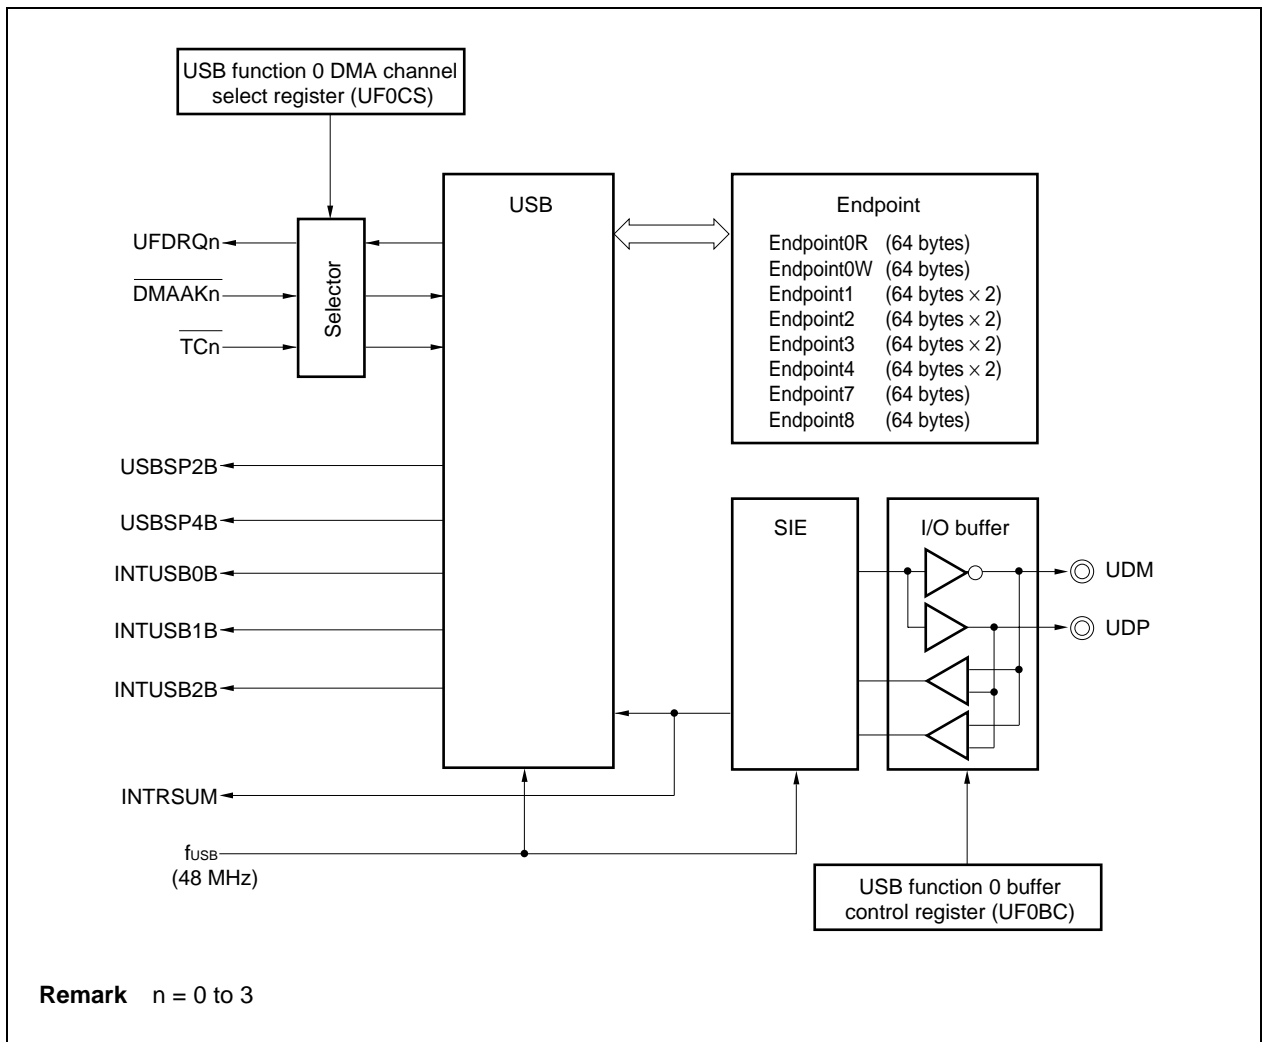 USB function 0 DMA channel
select register (UF0CS)
USB
Endpoint
Endpoint0R (64 bytes)
Endpoint0W (64 bytes)
Endpoint1 (64 bytes × 2)
Endpoint2 (64 bytes × 2)
Endpoint3 (64 bytes × 2)
Endpoint4 (64 bytes × 2)
Endpoint7 (64 bytes)
Endpoint8 (64 bytes)
UFDRQn
DMAAKn
TCn
Selector
USBSP2B
USBSP4B
INTUSB0B
INTUSB1B
INTUSB2B
INTRSUM
fUSB
(48 MHz)
SIE
I/O buffer
UDM
UDP
USB function 0 buffer
control register (UF0BC)
Remark n = 0 to 3